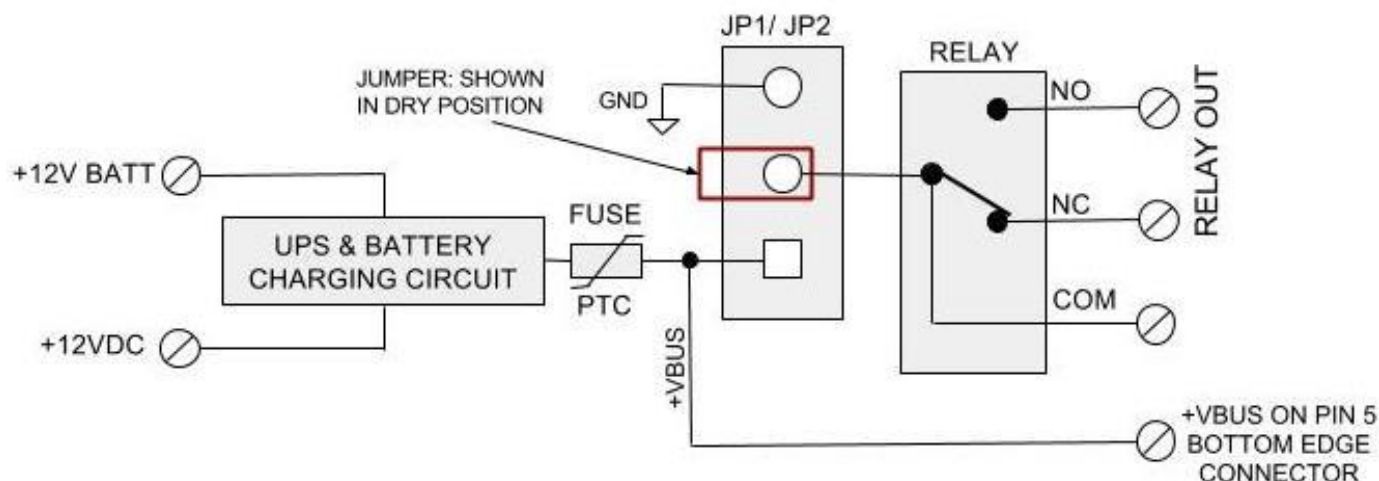 JP1/ JP2
RELAY
JUMPER: SHOWN
IN DRY POSITION
GND
NO
RELAY OUT
+12V BATT
FUSE
NC
UPS & BATTERY
CHARGING CIRCUIT
PTC
COM
+12VDC
+VBUS
+VBUS ON PIN 5
BOTTOM EDGE
CONNECTOR